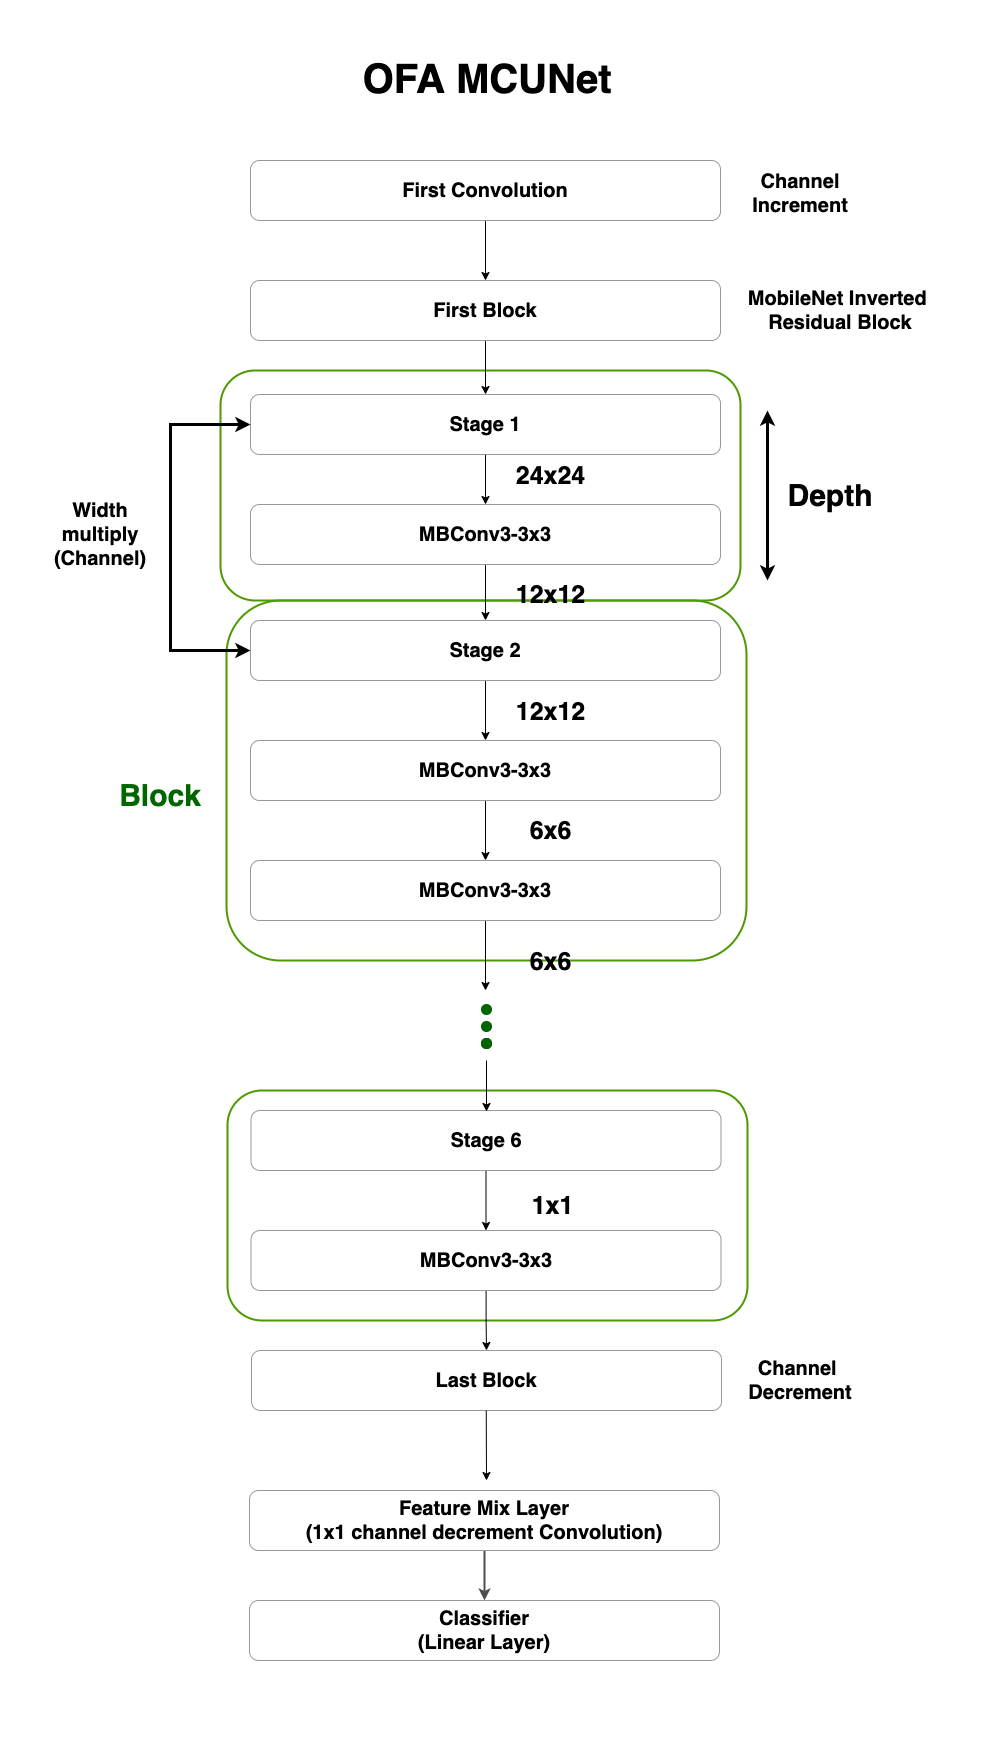 OFA MCUNet
First Convolution
Channel
Increment
First Block
MobileNet Inverted
Residual Block
Stage 1
24x24
Depth
Width
multiply
(Channel)
MBConv3-3x3
12x12
Stage 2
12x12
MBConv3-3x3
Block
6x6
MBConv3-3x3
6x6
Stage 6
1x1
MBConv3-3x3
Last Block
Channel
Decrement
Feature Mix Layer
(1x1 channel decrement Convolution)
Classifier
(Linear Layer)